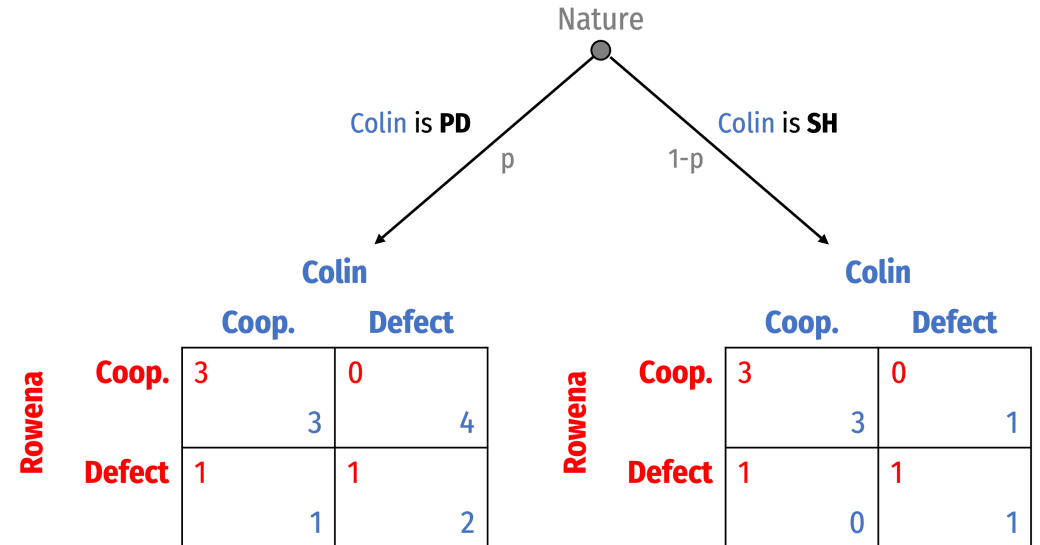 Nature
Colin is PD
Colin is SH
p
1-p
Colin
Colin
Coop. Defect
Coop. Defect
Rowena
Coop. 3 0
3 4
Defect 1 1
1 2
Rowena
Coop. 3 0
3 1
Defect 1 1
0 1